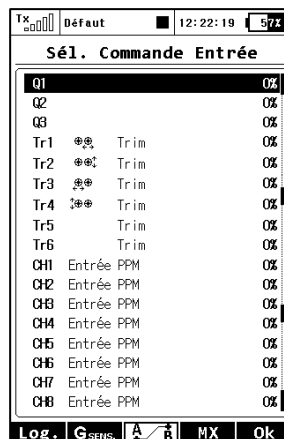 Tx Défaut 12:22:19 57%
Sél. Commande Entrée
Q1 0%
Q2 0%
Q3 0%
Tr1 Trim 0%
Tr2 Trim 0%
Tr3 Trim 0%
Tr4 Trim 0%
Tr5 Trim 0%
Tr6 Trim 0%
CH1 Entrée PPM 0%
CH2 Entrée PPM 0%
CH3 Entrée PPM 0%
CH4 Entrée PPM 0%
CH5 Entrée PPM 0%
CH6 Entrée PPM 0%
CH7 Entrée PPM 0%
CH8 Entrée PPM 0%
Log. GSENS. A B MX Ok